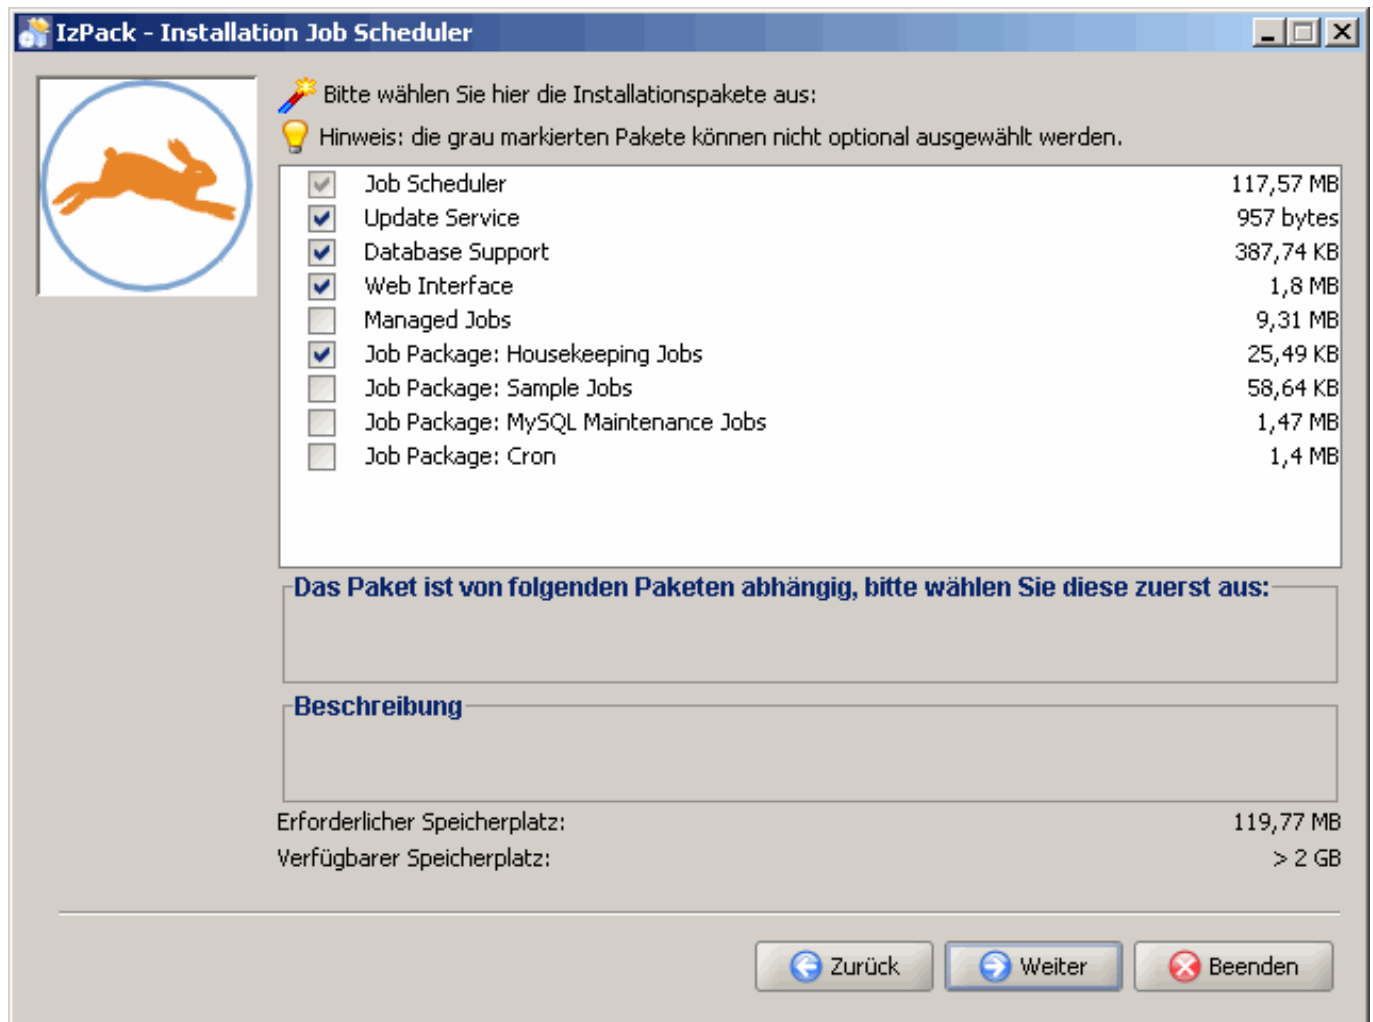 IzPack - Installation Job Scheduler
Bitte wählen Sie hier die Installationspakete aus:
Hinweis: die grau markierten Pakete können nicht optional ausgewählt werden.
Job Scheduler 117,57 MB
Update Service 957 bytes
Database Support 387,74 KB
Web Interface 1,8 MB
Managed Jobs 9,31 MB
Job Package: Housekeeping Jobs 25,49 KB
Job Package: Sample Jobs 58,64 KB
Job Package: MySQL Maintenance Jobs 1,47 MB
Job Package: Cron 1,4 MB
Das Paket ist von folgenden Paketen abhängig, bitte wählen Sie diese zuerst aus:
Beschreibung
Erforderlicher Speicherplatz: 119,77 MB
Verfügbarer Speicherplatz: > 2 GB
Zurück Weiter Beenden